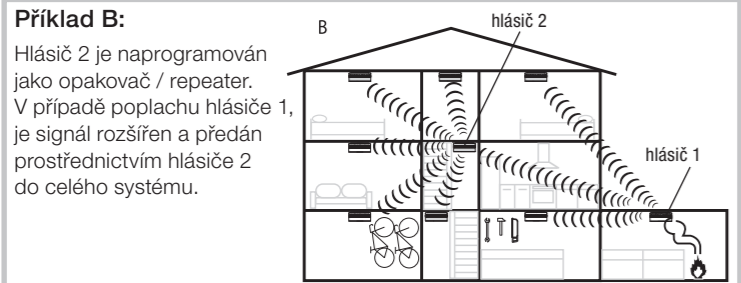 Příklad B:
Hlásič 2 je naprogramován
jako opakovač / repeater.
V případě poplachu hlásiče 1,
je signál rozšířen a předán
prostřednictvím hlásiče 2
do celého systému.
B
hlásič 2
hlásič 1